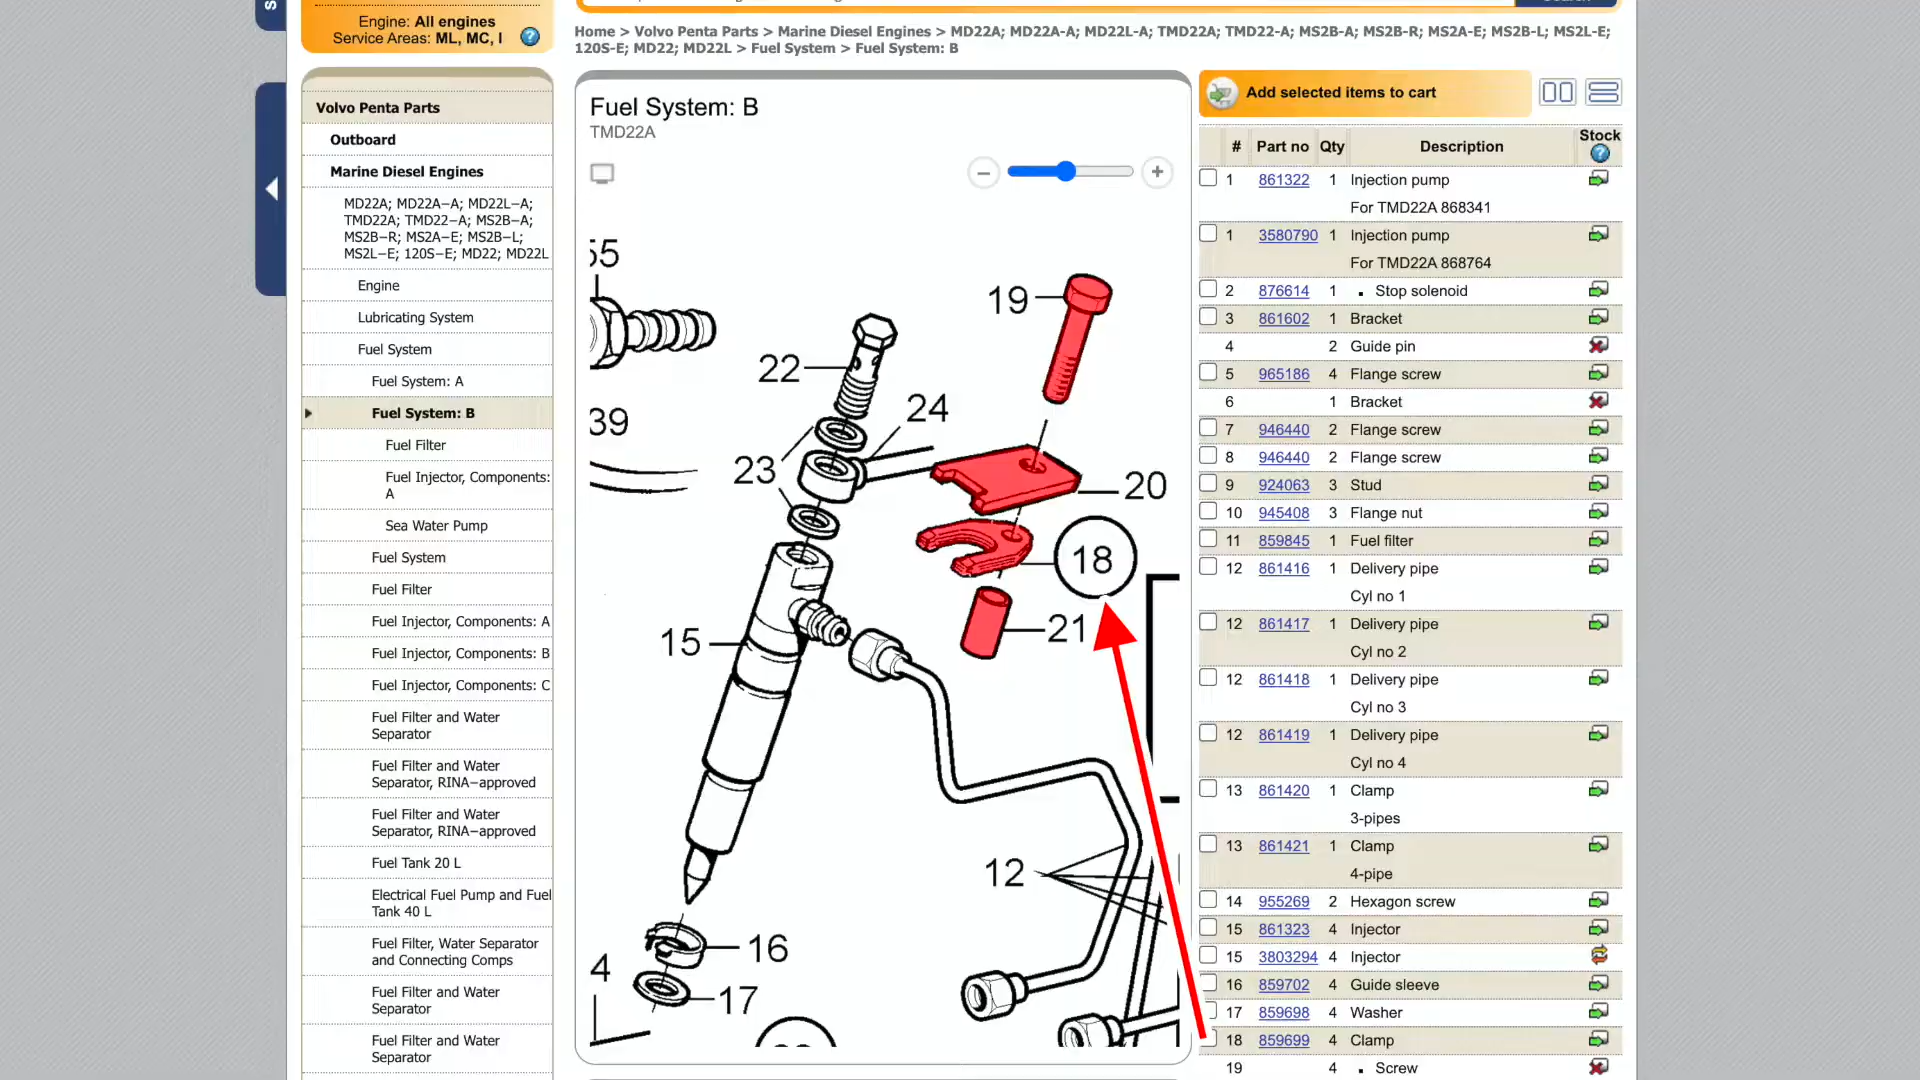 Engine: All engines
Service Areas: ML, MC, I
Home > Volvo Penta Parts > Marine Diesel Engines > MD22A; MD22A-A; MD22L-A; TMD22A; TMD22-A; MS2B-A; MS2B-R; MS2A-E; MS2B-L; MS2L-E;
120S-E; MD22; MD22L > Fuel System > Fuel System: B
Volvo Penta Parts
Outboard
Marine Diesel Engines
MD22A; MD22A-A; MD22L-A;
TMD22A; TMD22-A; MS2B-A;
MS2B-R; MS2A-E; MS2B-L;
MS2L-E; 120S-E; MD22; MD22L
Engine
Lubricating System
Fuel System
Fuel System: A
Fuel System: B
Fuel Filter
Fuel Injector, Components:
A
Sea Water Pump
Fuel System
Fuel Filter
Fuel Injector, Components: A
Fuel Injector, Components: B
Fuel Injector, Components: C
Fuel Filter and Water
Separator
Fuel Filter and Water
Separator, RINA-approved
Fuel Filter and Water
Separator, RINA-approved
Fuel Tank 20 L
Electrical Fuel Pump and Fuel
Tank 40 L
Fuel Filter, Water Separator
and Connecting Comps
Fuel Filter and Water
Separator
Fuel Filter and Water
Separator
Fuel System: B
TMD22A
55
19
22
24
39
23
20
18
21
15
12
16
4
17
Add selected items to cart
# Part no Qty Description Stock
1 861322 1 Injection pump
For TMD22A 868341
1 3580790 1 Injection pump
For TMD22A 868764
2 876614 1 Stop solenoid
3 861602 1 Bracket
4 2 Guide pin
5 965186 4 Flange screw
6 1 Bracket
7 946440 2 Flange screw
8 946440 2 Flange screw
9 924063 3 Stud
10 945408 3 Flange nut
11 859845 1 Fuel filter
12 861416 1 Delivery pipe
Cyl no 1
12 861417 1 Delivery pipe
Cyl no 2
12 861418 1 Delivery pipe
Cyl no 3
12 861419 1 Delivery pipe
Cyl no 4
13 861420 1 Clamp
3-pipes
13 861421 1 Clamp
4-pipe
14 955269 2 Hexagon screw
15 861323 4 Injector
15 3803294 4 Injector
16 859702 4 Guide sleeve
17 859698 4 Washer
18 859699 4 Clamp
19 4 Screw